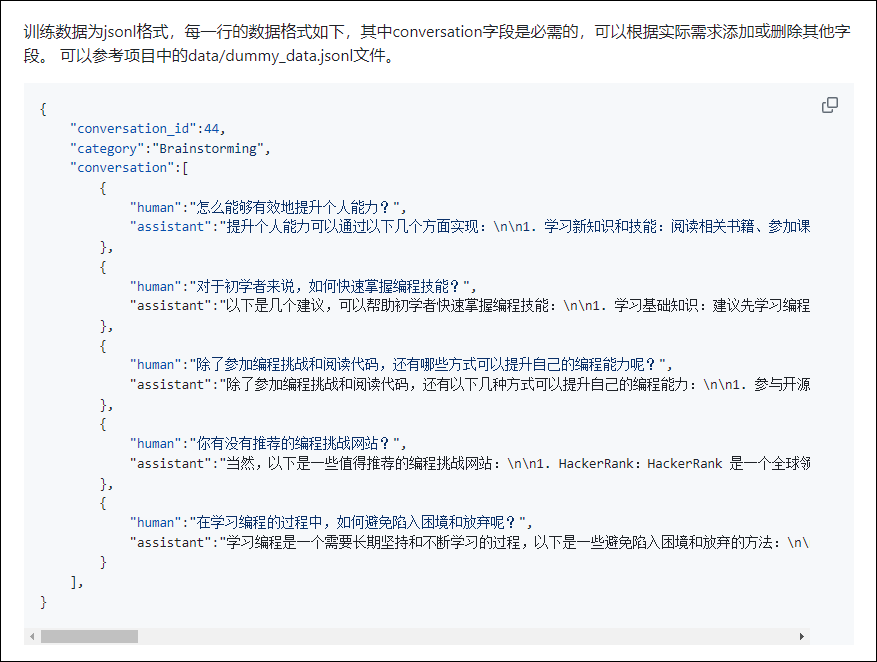 训练数据为jsonl格式，每一行的数据格式如下，其中conversation字段是必需的，可以根据实际需求添加或删除其他字
段。 可以参考项目中的data/dummy_data.jsonl文件。
{
    "conversation_id":44,
    "category":"Brainstorming",
    "conversation":[
        {
            "human":"怎么能够有效地提升个人能力？",
            "assistant":"提升个人能力可以通过以下几个方面实现：\n\n1. 学习新知识和技能：阅读相关书籍、参加课
        },
        {
            "human":"对于初学者来说，如何快速掌握编程技能？",
            "assistant":"以下是几个建议，可以帮助初学者快速掌握编程技能：\n\n1. 学习基础知识：建议先学习编程
        },
        {
            "human":"除了参加编程挑战和阅读代码，还有哪些方式可以提升自己的编程能力呢？",
            "assistant":"除了参加编程挑战和阅读代码，还有以下几种方式可以提升自己的编程能力：\n\n1. 参与开源
        },
        {
            "human":"你有没有推荐的编程挑战网站？",
            "assistant":"当然，以下是一些值得推荐的编程挑战网站：\n\n1. HackerRank：HackerRank 是一个全球领
        },
        {
            "human":"在学习编程的过程中，如何避免陷入困境和放弃呢？",
            "assistant":"学习编程是一个需要长期坚持和不断学习的过程，以下是一些避免陷入困境和放弃的方法：\n\
        }
    ],
}